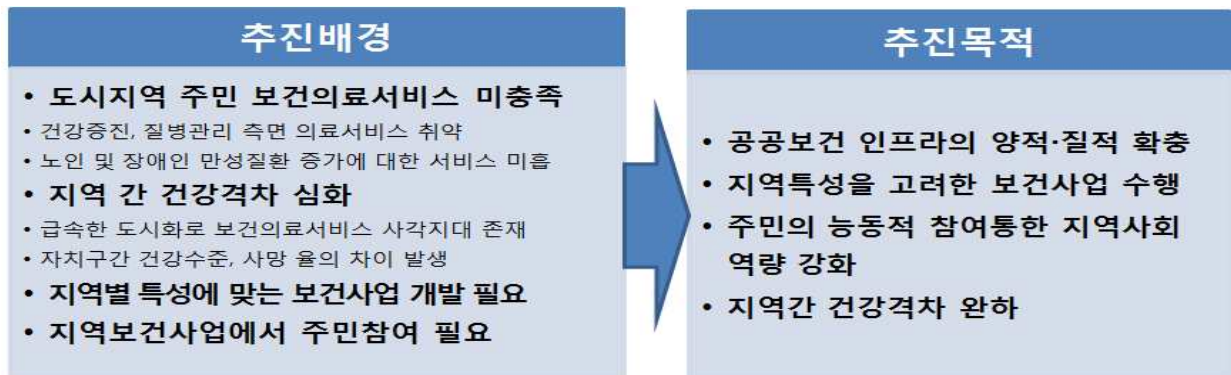 추진배경
• 도시지역 주민 보건의료서비스 미충족
• 건강증진, 질병관리 측면 의료서비스 취약
• 노인 및 장애인 만성질환 증가에 대한 서비스 미흡
• 지역 간 건강격차 심화
• 급속한 도시화로 보건의료서비스 사각지대 존재
• 자치구간 건강수준, 사망 율의 차이 발생
• 지역별 특성에 맞는 보건사업 개발 필요
• 지역보건사업에서 주민참여 필요
추진목적
• 공공보건 인프라의 양적·질적 확충
• 지역특성을 고려한 보건사업 수행
• 주민의 능동적 참여통한 지역사회
역량 강화
• 지역간 건강격차 완하